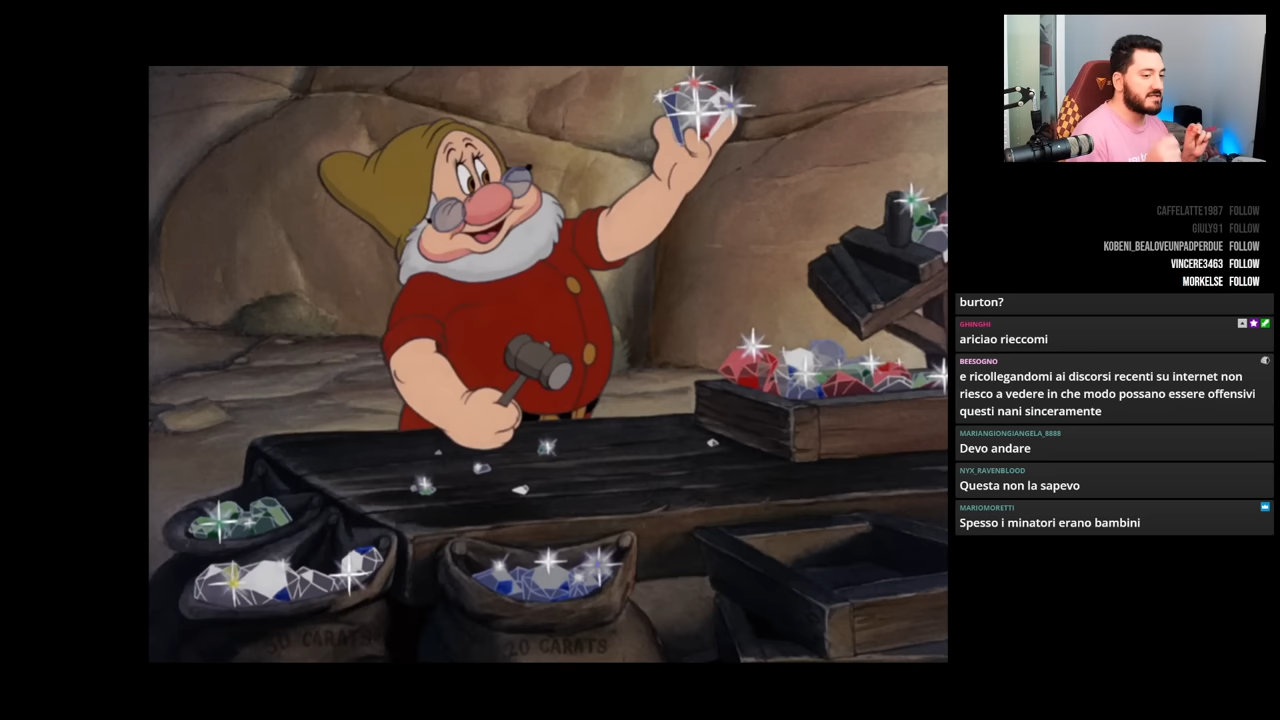 CAFFELATTE1987 FOLLOW
GIULY91 FOLLOW
KOBENI_BEALOVEUNPADPERDUE FOLLOW
VINCERE3463 FOLLOW
MORKELSE FOLLOW
burton?
GHINGHI
ariciao rieccomi
BEESOGNO
e ricollegandomi ai discorsi recenti su internet non
riesco a vedere in che modo possano essere offensivi
questi nani sinceramente
MARIANGIONGIANGELA_8888
Devo andare
NYX_RAVENBLOOD
Questa non la sapevo
MARIOMORETTI
Spesso i minatori erano bambini
CARATS
20 CARATS